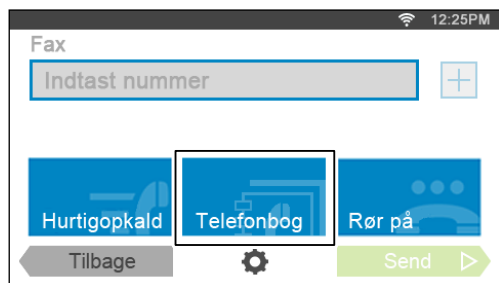 12:25PM
Fax
Indtast nummer
Hurtigopkald
Telefonbog
Rør på
Tilbage
Send